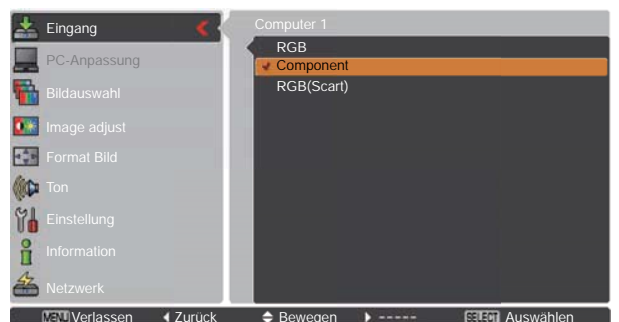 Eingang
PC-Anpassung
Bildauswahl
Image adjust
Format Bild
Ton
Einstellung
Information
Netzwerk
Computer 1
RGB
Component
RGB(Scart)
MENU Verlassen Zurück Bewegen ----- SELECT Auswählen